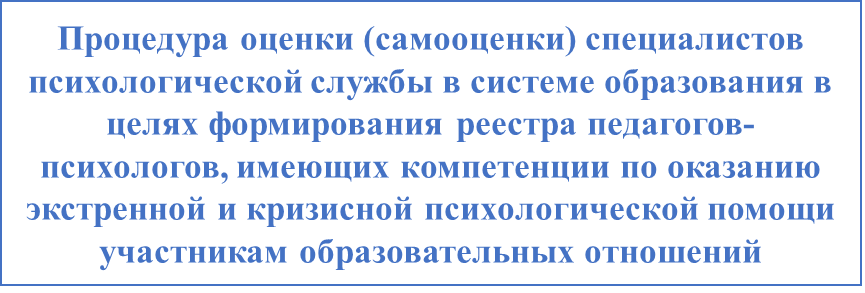 Процедура оценки (самооценки) специалистов
психологической службы в системе образования в
целях формирования реестра педагогов-
психологов, имеющих компетенции по оказанию
экстренной и кризисной психологической помощи
участникам образовательных отношений